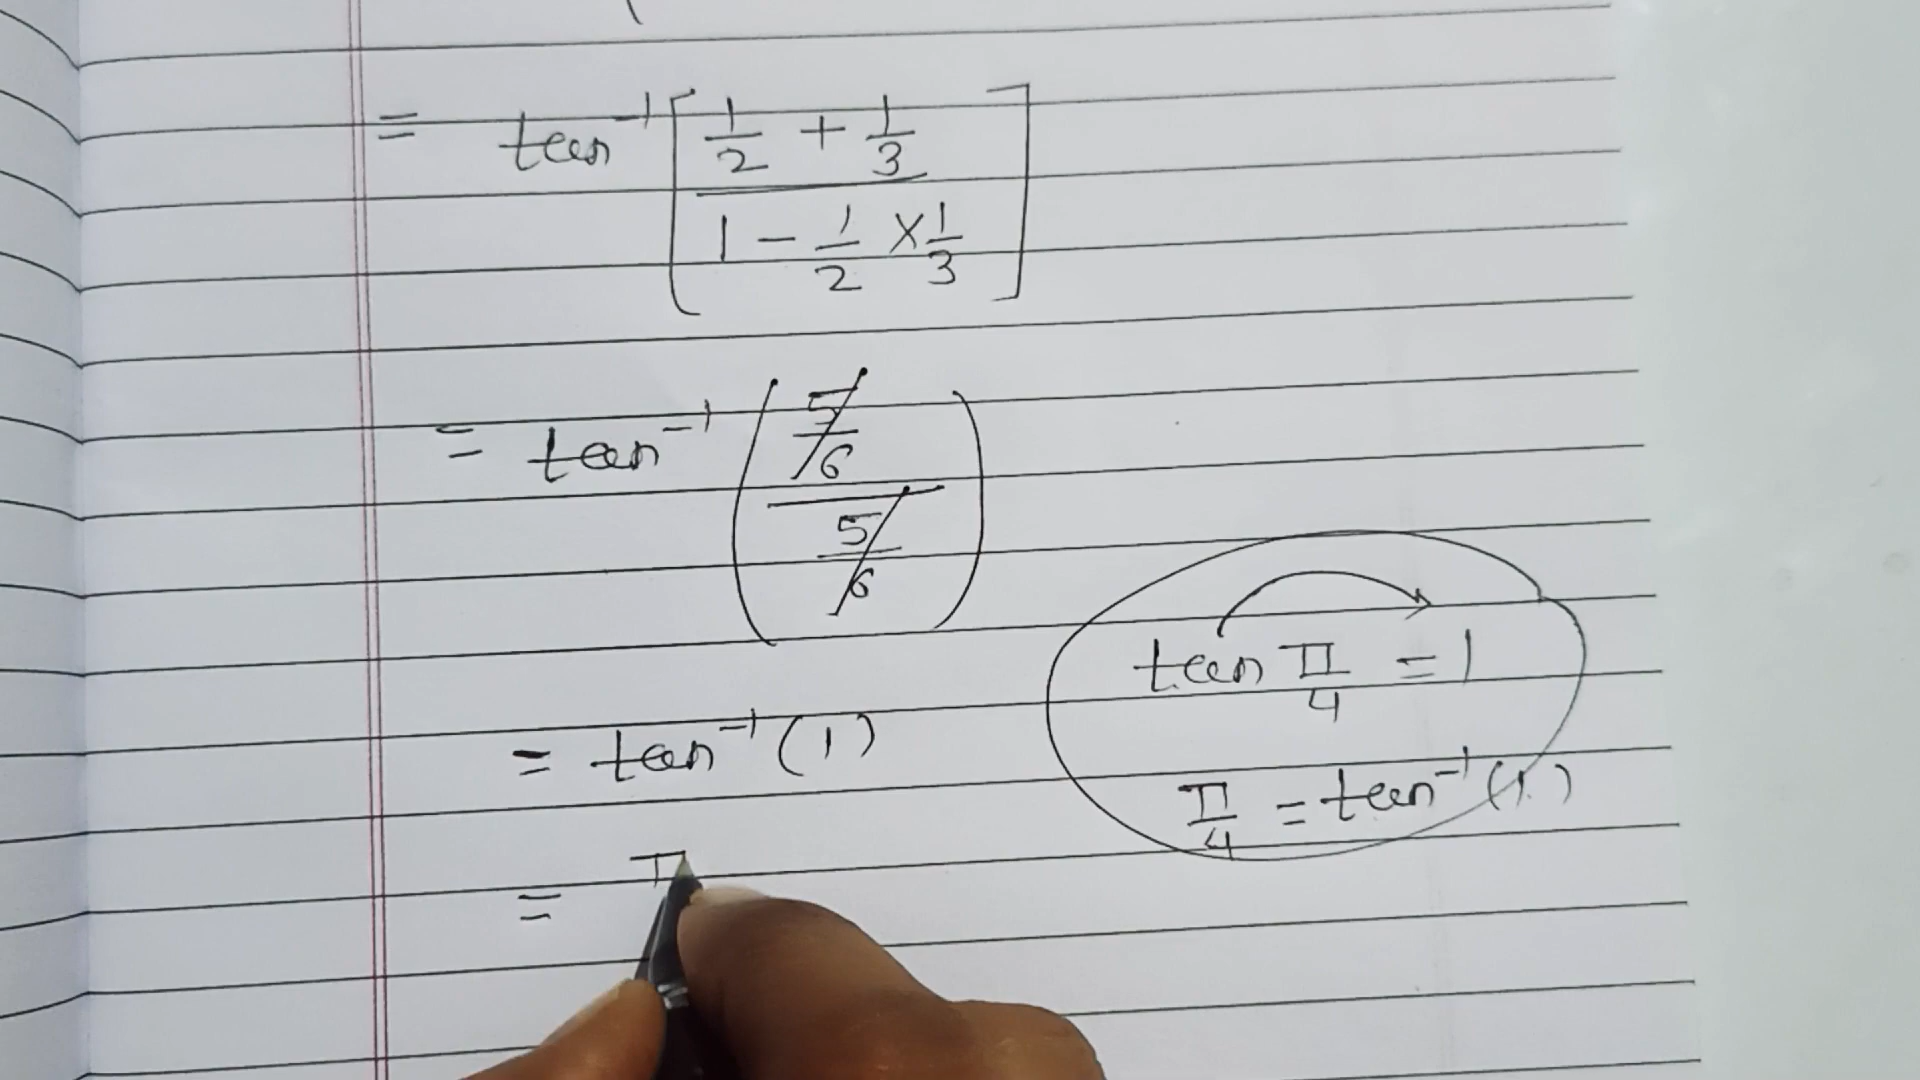 = tan⁻¹ [ (1/2 + 1/3) / (1 - 1/2 × 1/3) ]
= tan⁻¹ ( (5/6) / (5/6) )
= tan⁻¹ (1)
= π
tan π/4 = 1
π/4 = tan⁻¹ (1)